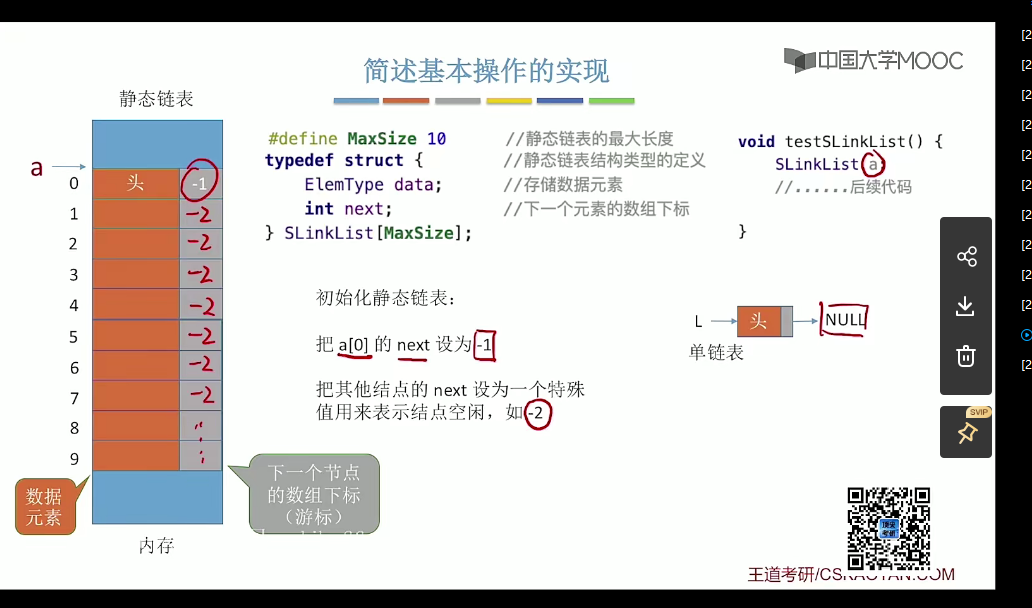 中国大学MOOC
简述基本操作的实现
静态链表
a
0
头
-1
1
-2
2
-2
3
-2
4
-2
5
-2
6
-2
7
-2
8
9
数据
元素
内存
下一个节点
的数组下标
（游标）
#define MaxSize 10 //静态链表的最大长度
typedef struct { //静态链表结构类型的定义
ElemType data; //存储数据元素
int next; //下一个元素的数组下标
} SLinkList[MaxSize];
void testSLinkList() {
SLinkList a;
//......后续代码
}
初始化静态链表：
把 a[0] 的 next 设为 -1
把其他结点的 next 设为一个特殊
值用来表示结点空闲，如 -2
L
头
NULL
单链表
SVIP
王道考研/CSKAOYAN.COM